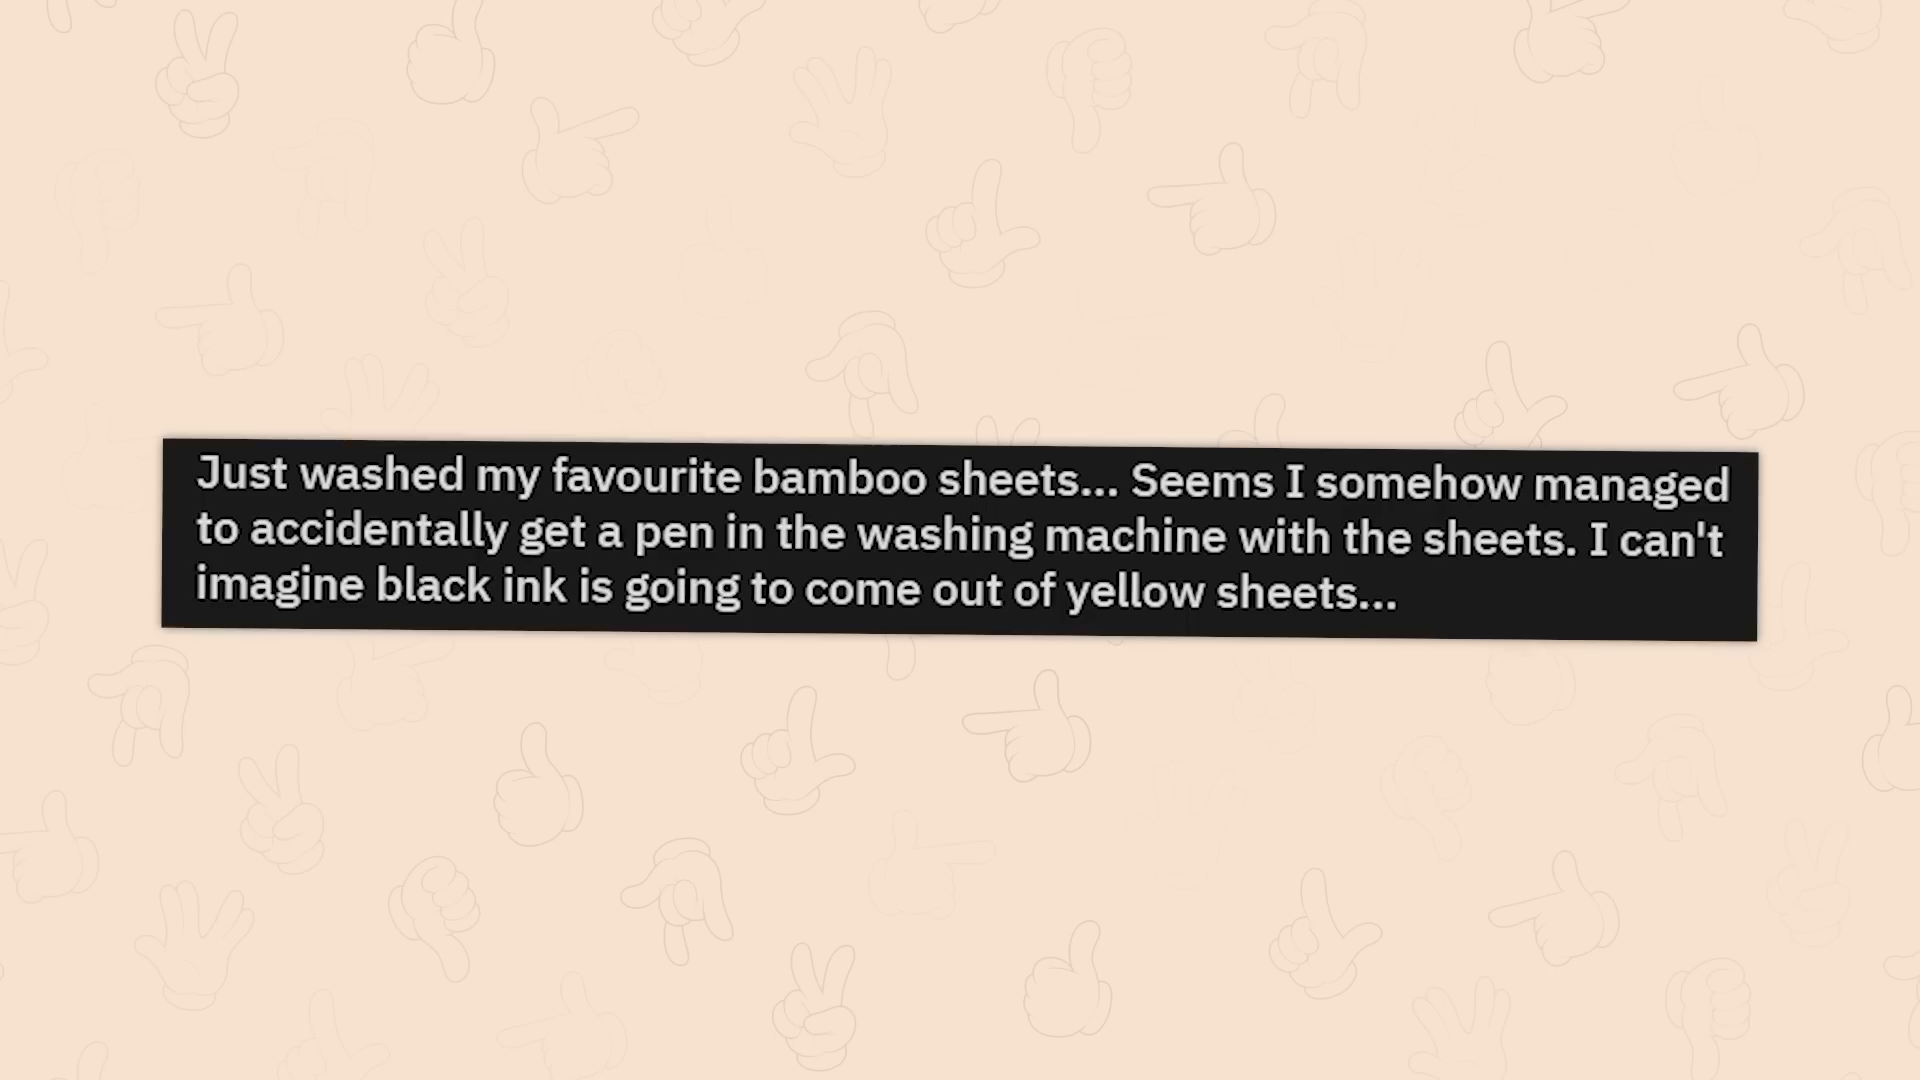 Just washed my favourite bamboo sheets... Seems I somehow managed
to accidentally get a pen in the washing machine with the sheets. I can't
imagine black ink is going to come out of yellow sheets...